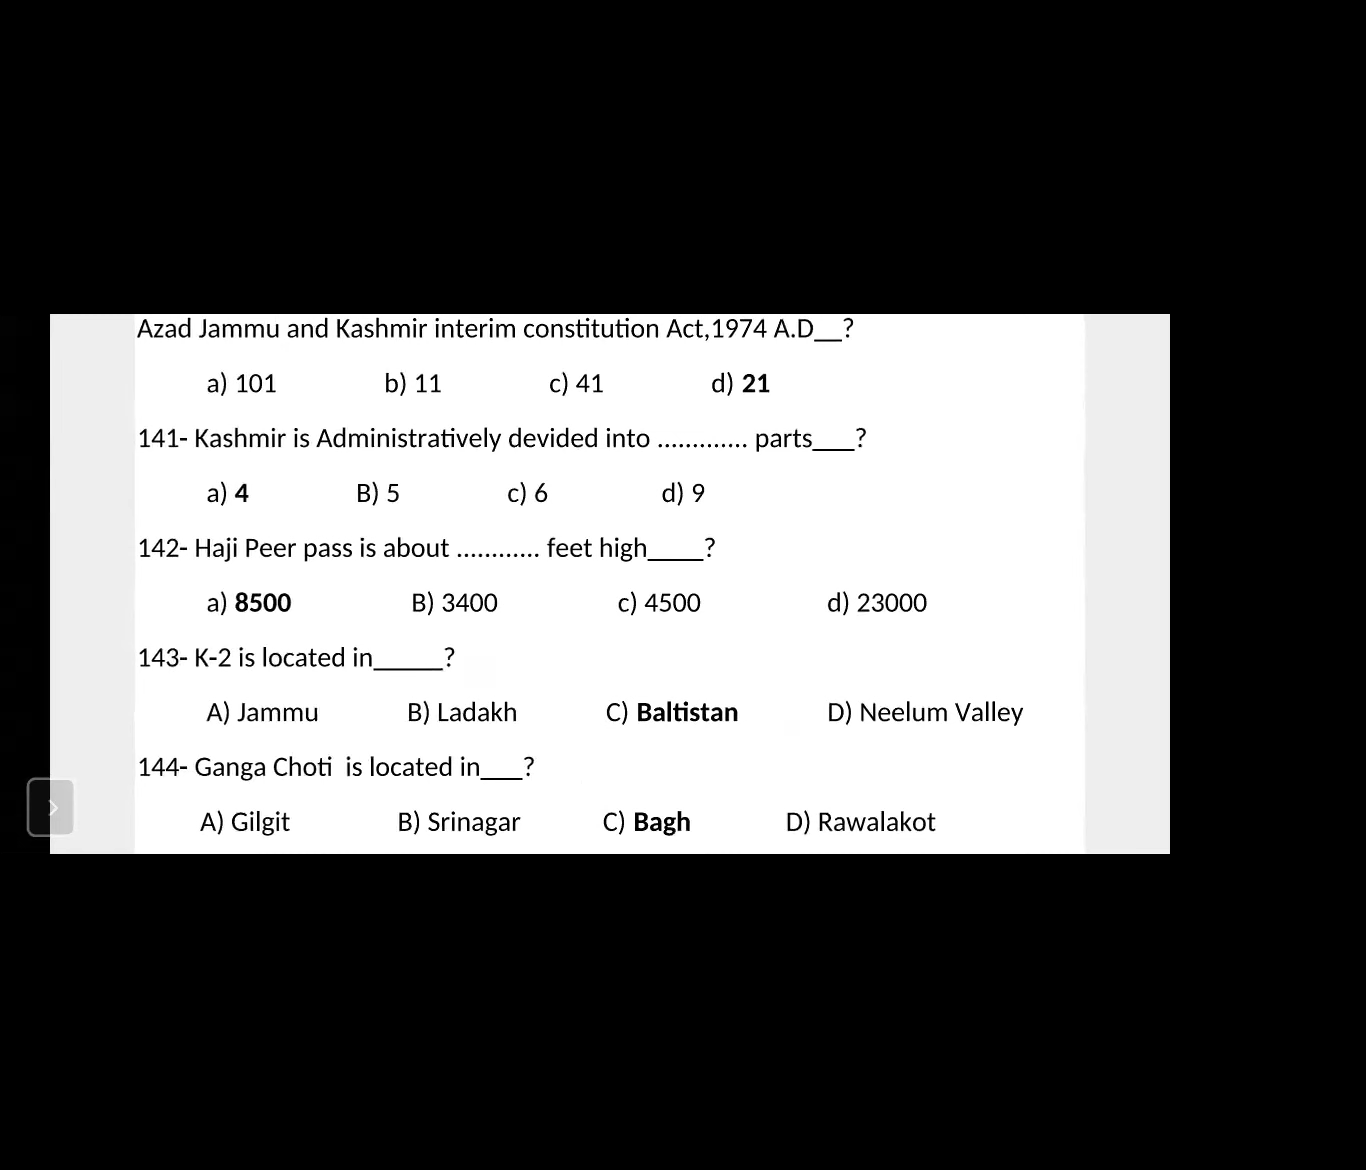 Azad Jammu and Kashmir interim constitution Act,1974 A.D__?
a) 101 b) 11 c) 41 d) 21
141- Kashmir is Administratively devided into ............. parts___?
a) 4 B) 5 c) 6 d) 9
142- Haji Peer pass is about ............ feet high____?
a) 8500 B) 3400 c) 4500 d) 23000
143- K-2 is located in_____?
A) Jammu B) Ladakh C) Baltistan D) Neelum Valley
144- Ganga Choti is located in___?
A) Gilgit B) Srinagar C) Bagh D) Rawalakot